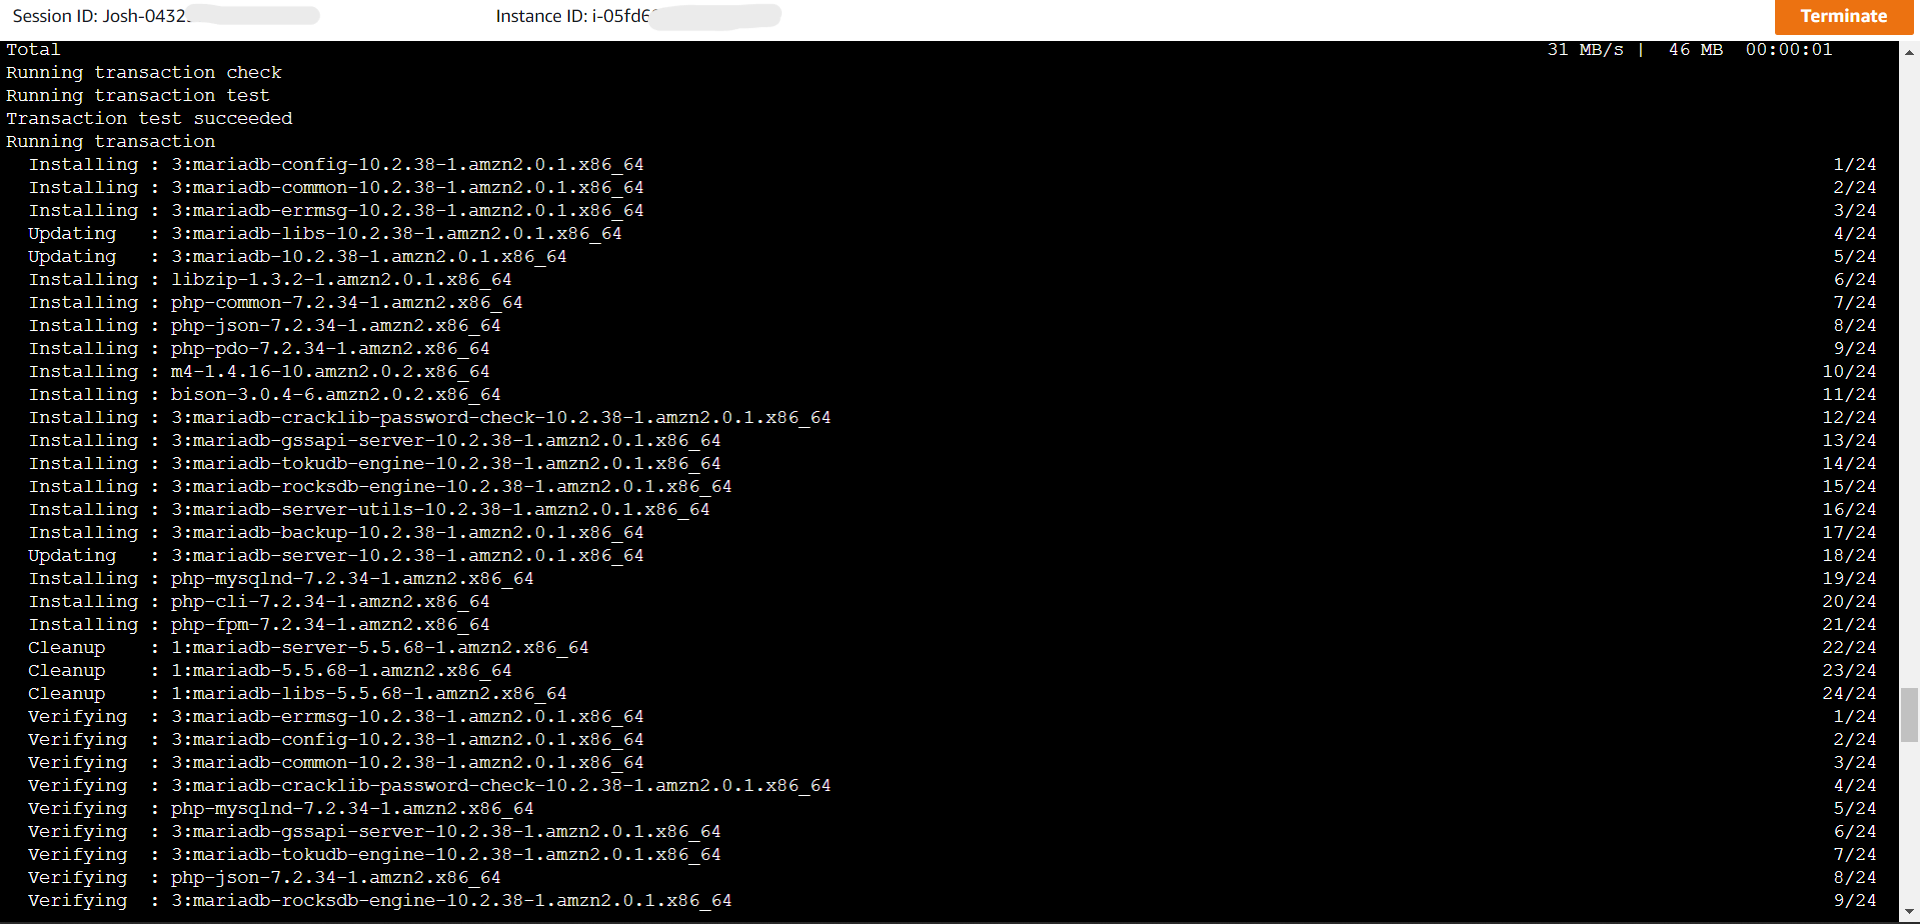 Session ID: Josh-0432
Instance ID: i-05fd6
Terminate
Total 31 MB/s | 46 MB 00:00:01
Running transaction check
Running transaction test
Transaction test succeeded
Running transaction
Installing : 3:mariadb-config-10.2.38-1.amzn2.0.1.x86_64 1/24
Installing : 3:mariadb-common-10.2.38-1.amzn2.0.1.x86_64 2/24
Installing : 3:mariadb-errmsg-10.2.38-1.amzn2.0.1.x86_64 3/24
Updating : 3:mariadb-libs-10.2.38-1.amzn2.0.1.x86_64 4/24
Updating : 3:mariadb-10.2.38-1.amzn2.0.1.x86_64 5/24
Installing : libzip-1.3.2-1.amzn2.0.1.x86_64 6/24
Installing : php-common-7.2.34-1.amzn2.x86_64 7/24
Installing : php-json-7.2.34-1.amzn2.x86_64 8/24
Installing : php-pdo-7.2.34-1.amzn2.x86_64 9/24
Installing : m4-1.4.16-10.amzn2.0.2.x86_64 10/24
Installing : bison-3.0.4-6.amzn2.0.2.x86_64 11/24
Installing : 3:mariadb-cracklib-password-check-10.2.38-1.amzn2.0.1.x86_64 12/24
Installing : 3:mariadb-gssapi-server-10.2.38-1.amzn2.0.1.x86_64 13/24
Installing : 3:mariadb-tokudb-engine-10.2.38-1.amzn2.0.1.x86_64 14/24
Installing : 3:mariadb-rocksdb-engine-10.2.38-1.amzn2.0.1.x86_64 15/24
Installing : 3:mariadb-server-utils-10.2.38-1.amzn2.0.1.x86_64 16/24
Installing : 3:mariadb-backup-10.2.38-1.amzn2.0.1.x86_64 17/24
Updating : 3:mariadb-server-10.2.38-1.amzn2.0.1.x86_64 18/24
Installing : php-mysqlnd-7.2.34-1.amzn2.x86_64 19/24
Installing : php-cli-7.2.34-1.amzn2.x86_64 20/24
Installing : php-fpm-7.2.34-1.amzn2.x86_64 21/24
Cleanup : 1:mariadb-server-5.5.68-1.amzn2.x86_64 22/24
Cleanup : 1:mariadb-5.5.68-1.amzn2.x86_64 23/24
Cleanup : 1:mariadb-libs-5.5.68-1.amzn2.x86_64 24/24
Verifying : 3:mariadb-errmsg-10.2.38-1.amzn2.0.1.x86_64 1/24
Verifying : 3:mariadb-config-10.2.38-1.amzn2.0.1.x86_64 2/24
Verifying : 3:mariadb-common-10.2.38-1.amzn2.0.1.x86_64 3/24
Verifying : 3:mariadb-cracklib-password-check-10.2.38-1.amzn2.0.1.x86_64 4/24
Verifying : php-mysqlnd-7.2.34-1.amzn2.x86_64 5/24
Verifying : 3:mariadb-gssapi-server-10.2.38-1.amzn2.0.1.x86_64 6/24
Verifying : 3:mariadb-tokudb-engine-10.2.38-1.amzn2.0.1.x86_64 7/24
Verifying : php-json-7.2.34-1.amzn2.x86_64 8/24
Verifying : 3:mariadb-rocksdb-engine-10.2.38-1.amzn2.0.1.x86_64 9/24